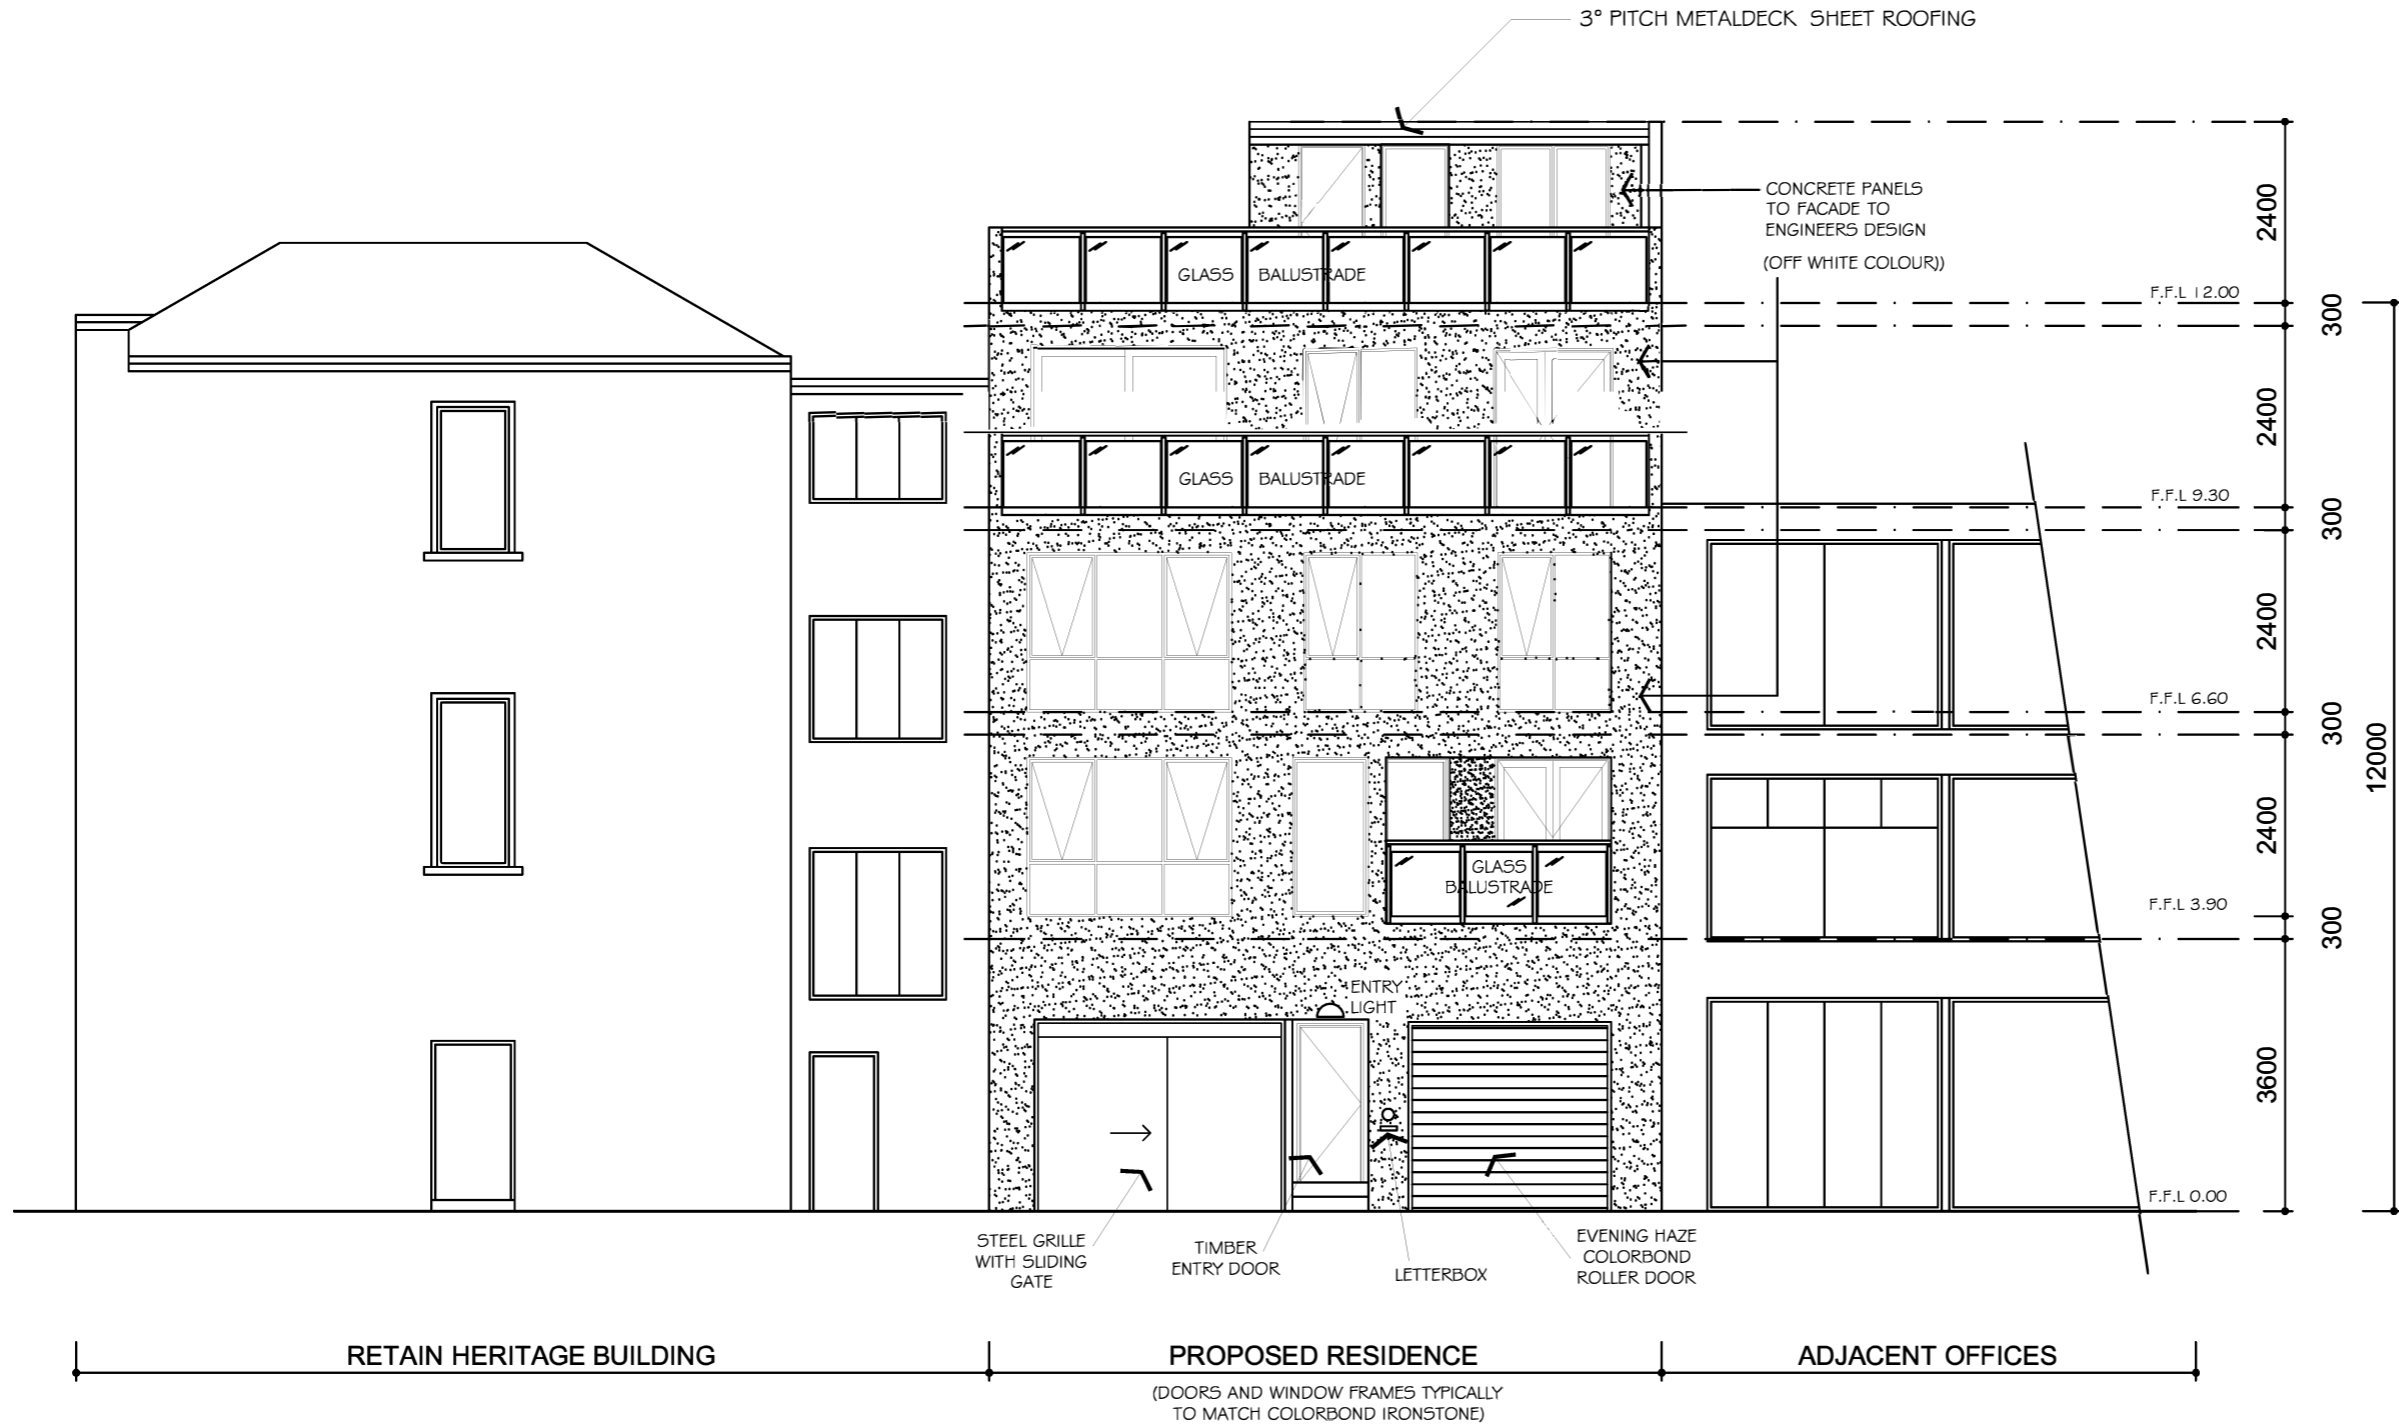 3° PITCH METALDECK SHEET ROOFING
CONCRETE PANELS
TO FACADE TO
ENGINEERS DESIGN
(OFF WHITE COLOUR))
2400
GLASS BALUSTRADE
F.F.L 12.00
300
2400
GLASS BALUSTRADE
F.F.L 9.30
300
2400
F.F.L 6.60
300
12000
2400
GLASS
BALUSTRADE
F.F.L 3.90
300
ENTRY
LIGHT
3600
F.F.L 0.00
STEEL GRILLE
WITH SLIDING
GATE
TIMBER
ENTRY DOOR
LETTERBOX
EVENING HAZE
COLORBOND
ROLLER DOOR
RETAIN HERITAGE BUILDING
PROPOSED RESIDENCE
ADJACENT OFFICES
(DOORS AND WINDOW FRAMES TYPICALLY
TO MATCH COLORBOND IRONSTONE)